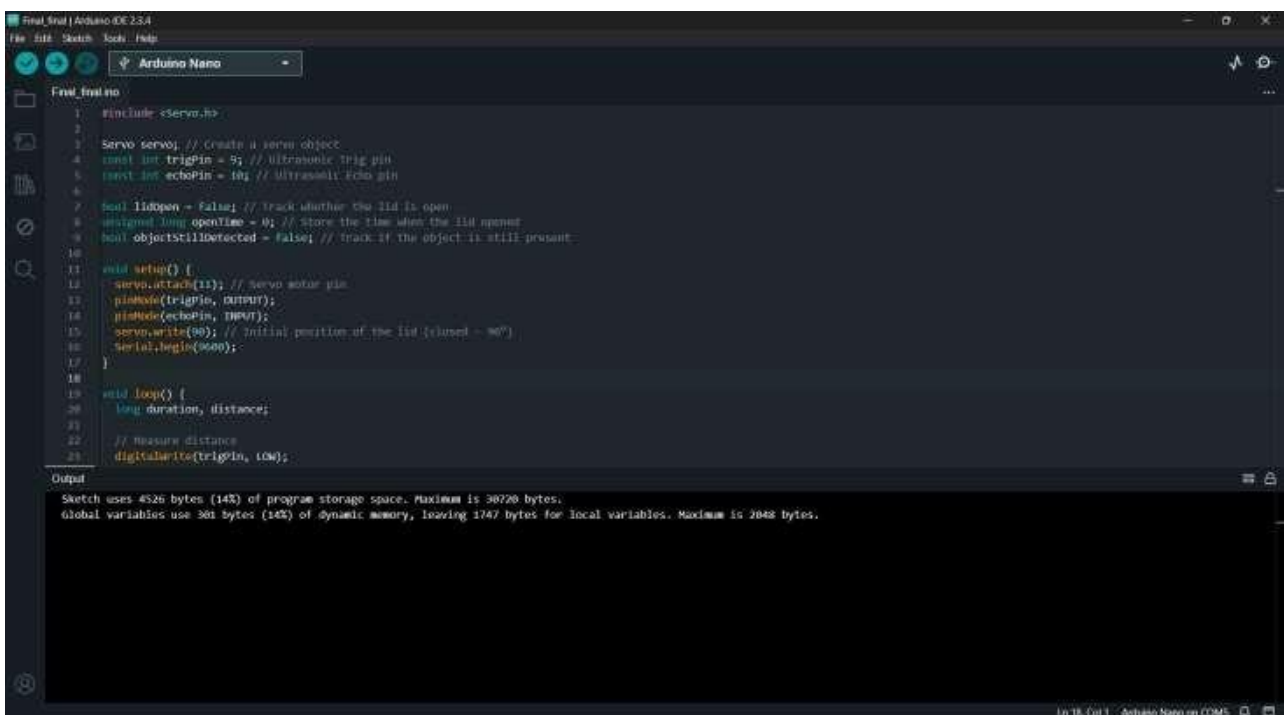 Final_final | Arduino IDE 2.3.4
File Edit Sketch Tools Help
Arduino Nano
Final_final.ino
1 #include <Servo.h>
2
3 Servo servo; // Create a servo object
4 const int trigPin = 9; // Ultrasonic Trig pin
5 const int echoPin = 10; // Ultrasonic Echo pin
6
7 bool lidOpen = false; // Track whether the lid is open
8 unsigned long openTime = 0; // Store the time when the lid opened
9 bool objectStillDetected = false; // Track if the object is still present
10
11 void setup() {
12 servo.attach(11); // Servo motor pin
13 pinMode(trigPin, OUTPUT);
14 pinMode(echoPin, INPUT);
15 servo.write(90); // Initial position of the lid (closed - 90°)
16 Serial.begin(9600);
17 }
18
19 void loop() {
20 long duration, distance;
21
22 // Measure distance
23 digitalWrite(trigPin, LOW);
Output
Sketch uses 4526 bytes (14%) of program storage space. Maximum is 30720 bytes.
Global variables use 301 bytes (14%) of dynamic memory, leaving 1747 bytes for local variables. Maximum is 2048 bytes.
Ln 18, Col 1 Arduino Nano on COM5